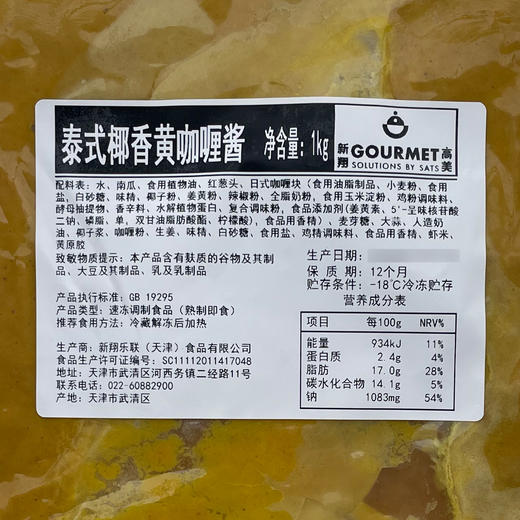 泰式椰香黄咖喱酱 净含量：1kg
新翔 GOURMET 高美
SOLUTIONS BY SATS
配料表：水、南瓜、食用植物油、红葱头、日式咖喱块（食用油脂制品、小麦粉、食用
盐，白砂糖、味精、椰子粉、姜黄粉、辣椒粉、全脂奶粉，食用玉米淀粉、鸡粉调味料、
酵母抽提物、香辛料、水解植物蛋白、复合调味粉，食品添加剂(姜黄素、5'-呈味核苷酸
二钠、磷脂、单，双甘油脂肪酸酯、柠檬酸)，食品用香精）、麦芽糖、大蒜、人造奶
油、椰子浆、咖喱粉、生姜、味精、白砂糖、食用盐、鸡精调味料、食品用香精、虾米、
黄原胶
致敏物质提示：本产品含有麸质的谷物及其制
品、大豆及其制品、乳及乳制品
生产日期：
保 质 期：12个月
贮存条件：-18℃冷冻贮存
产品执行标准：GB 19295
产品类型：速冻调制食品（熟制即食）
推荐食用方法：冷藏解冻后加热
生产商：新翔乐联（天津）食品有限公司
食品生产许可证编号：SC11112011417048
地址：天津市武清区河西务镇二经路11号
联系电话：022-60882900
产地：天津市武清区
营养成分表
项目 每100g NRV%
能量 934kJ 11%
蛋白质 2.4g 4%
脂肪 17.0g 28%
碳水化合物 14.1g 5%
钠 1083mg 54%